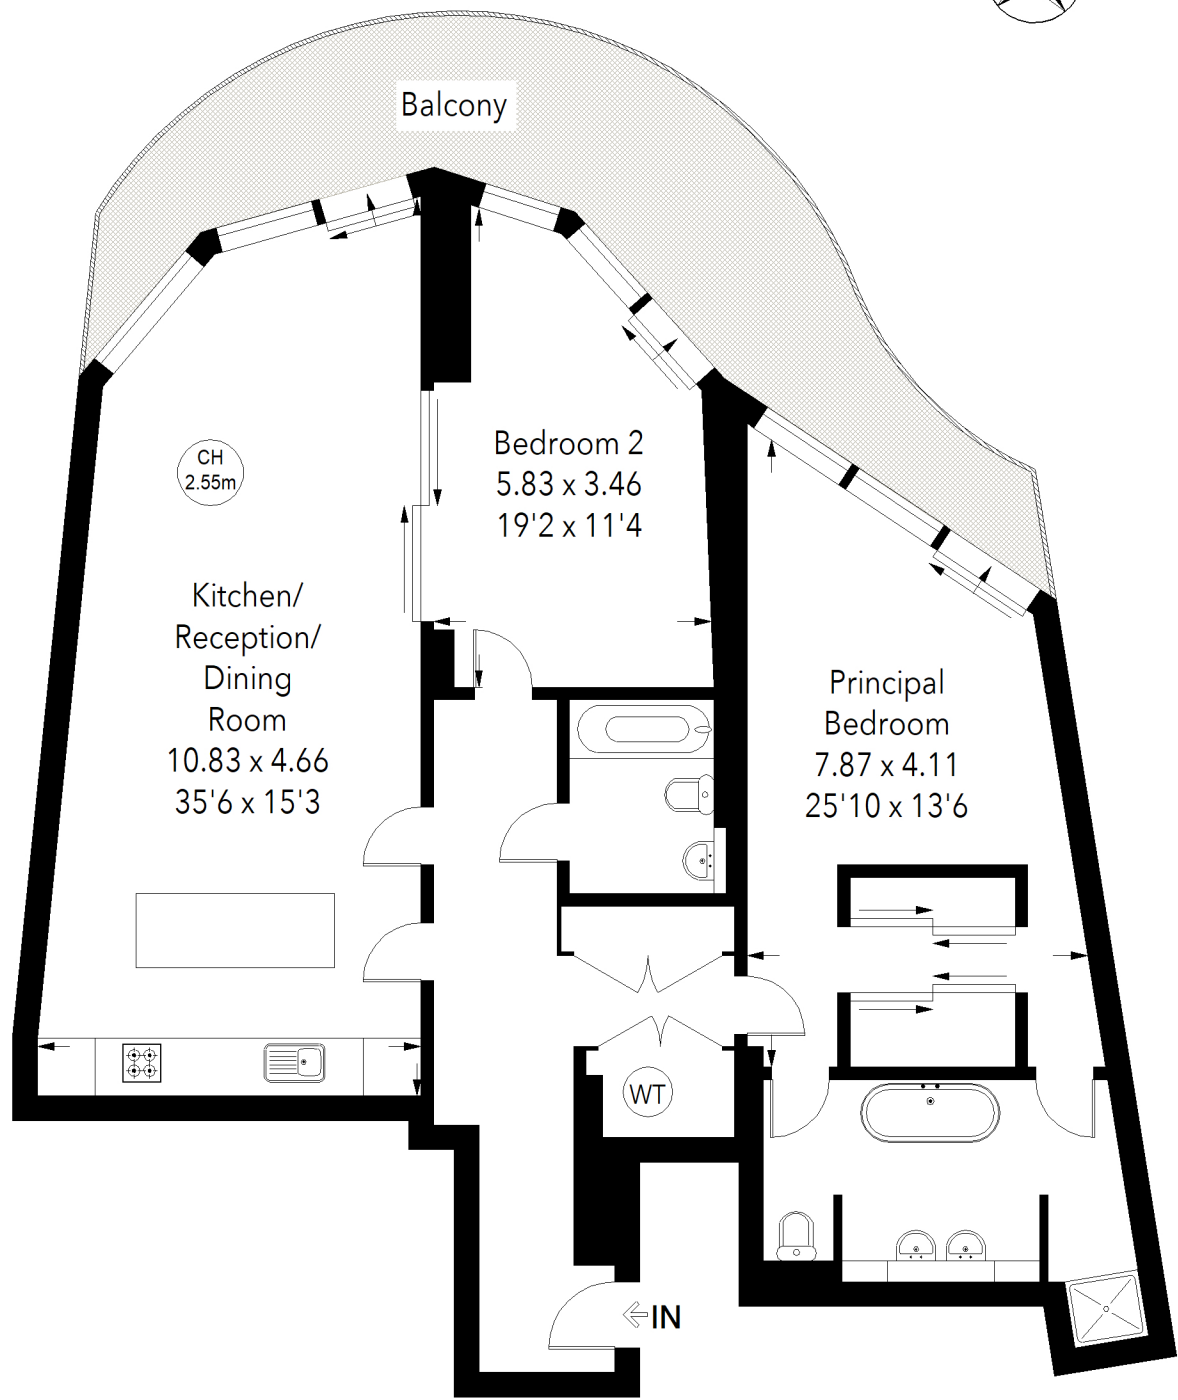 Balcony
CH
2.55m
Bedroom 2
5.83 x 3.46
19'2 x 11'4
Kitchen/
Reception/
Dining
Room
10.83 x 4.66
35'6 x 15'3
Principal
Bedroom
7.87 x 4.11
25'10 x 13'6
WT
IN